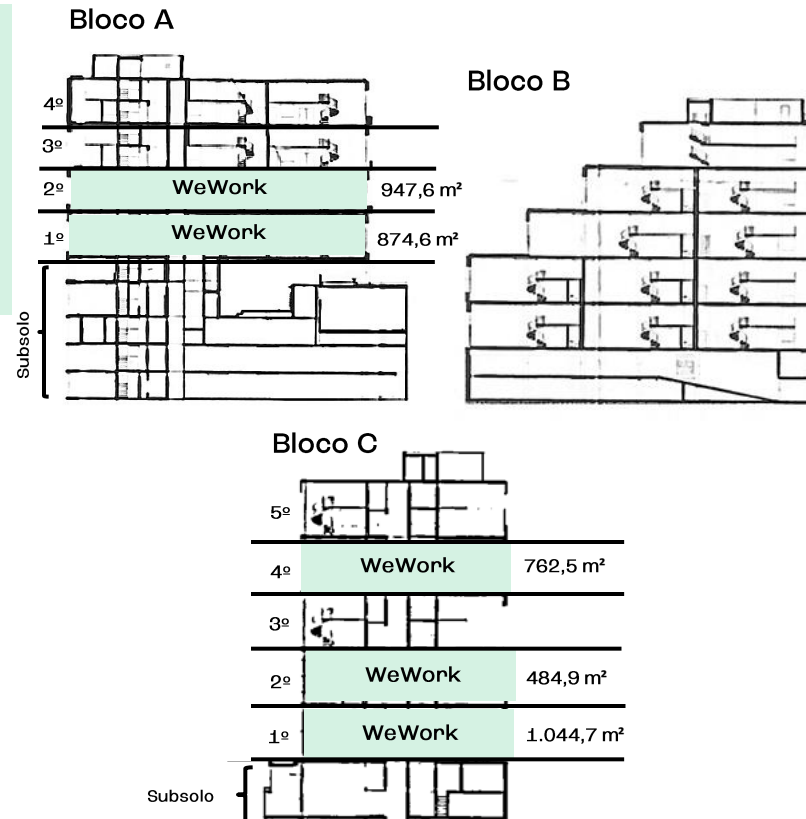 Bloco A
4º
3º
2º WeWork 947,6 m²
1º WeWork 874,6 m²
Subsolo
Bloco B
Bloco C
5º
4º WeWork 762,5 m²
3º
2º WeWork 484,9 m²
1º WeWork 1.044,7 m²
Subsolo